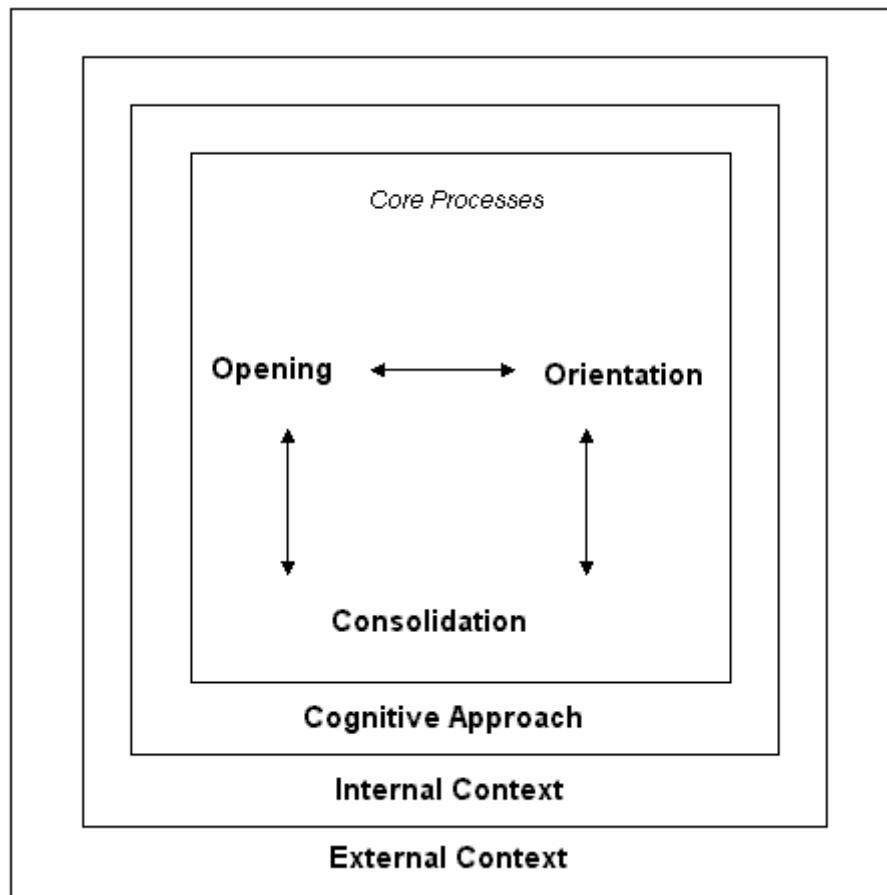 Core Processes
Opening
Orientation
Consolidation
Cognitive Approach
Internal Context
External Context